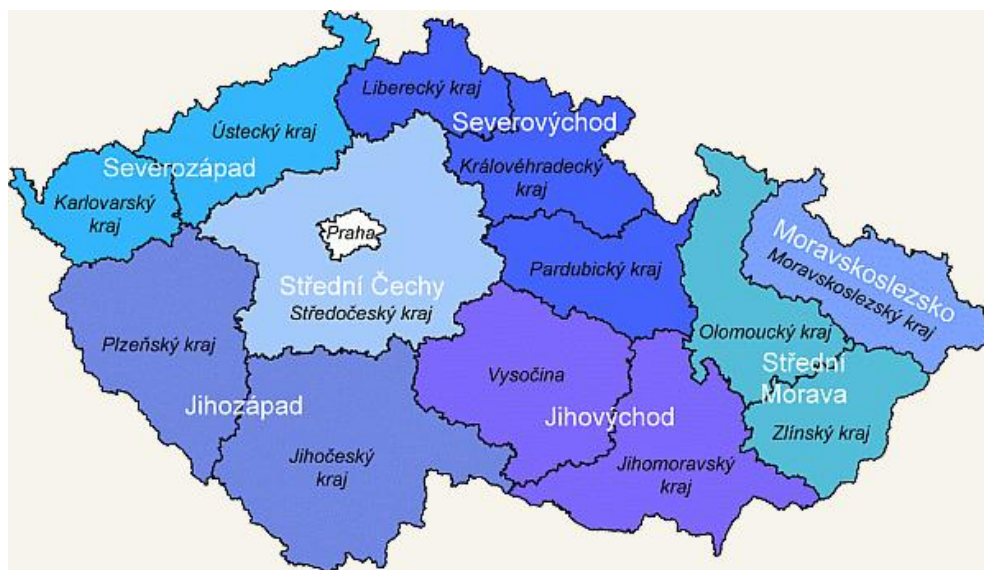 Liberecký kraj
Severovýchod
Ústecký kraj
Severozápad
Královéhradecký
kraj
Karlovarský
kraj
Praha
Moravskoslezsko
Moravskoslezský kraj
Pardubický kraj
Střední Čechy
Středočeský kraj
Olomoucký kraj
Plzeňský kraj
Střední
Morava
Vysočina
Jihozápad
Jihovýchod
Zlínský kraj
Jihočeský
kraj
Jihomoravský
kraj